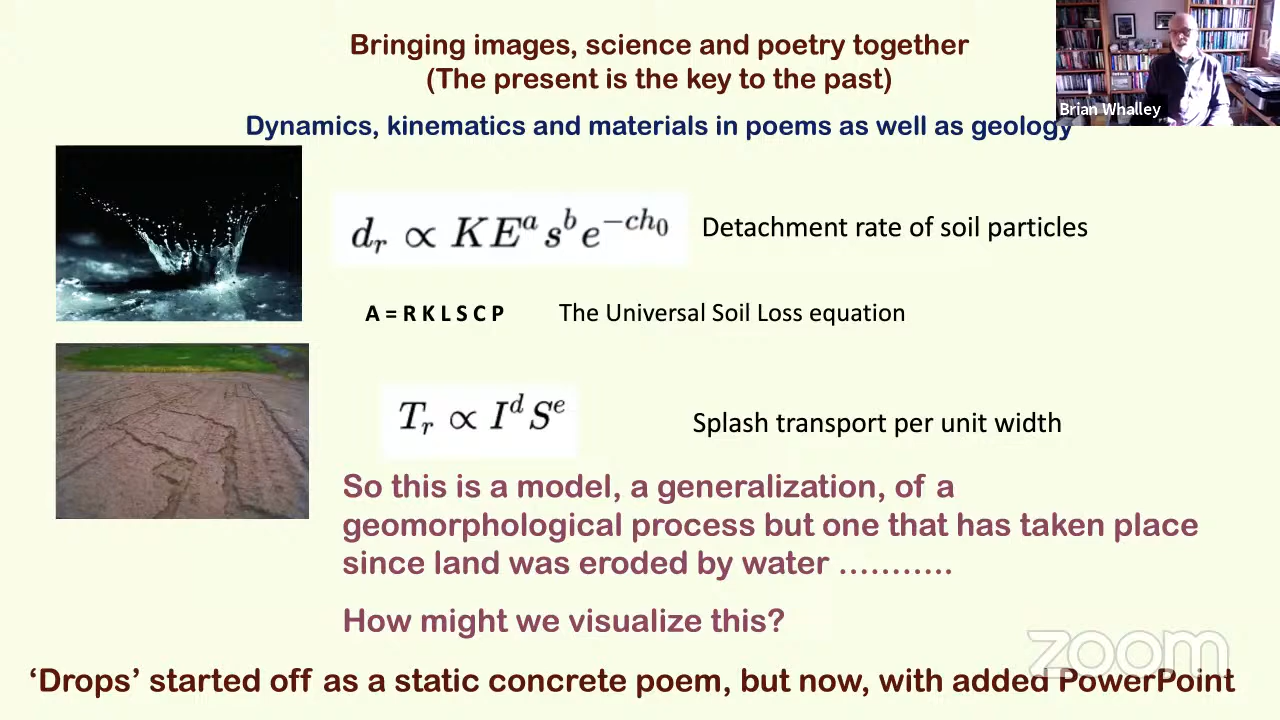 Bringing images, science and poetry together
(The present is the key to the past)
Brian Whalley
Dynamics, kinematics and materials in poems as well as geology
d_r ∝ KE^a s^b e^{-ch_0}
Detachment rate of soil particles
A = R K L S C P
The Universal Soil Loss equation
T_r ∝ I^d S^e
Splash transport per unit width
So this is a model, a generalization, of a
geomorphological process but one that has taken place
since land was eroded by water ...........
How might we visualize this?
zoom
‘Drops’ started off as a static concrete poem, but now, with added PowerPoint